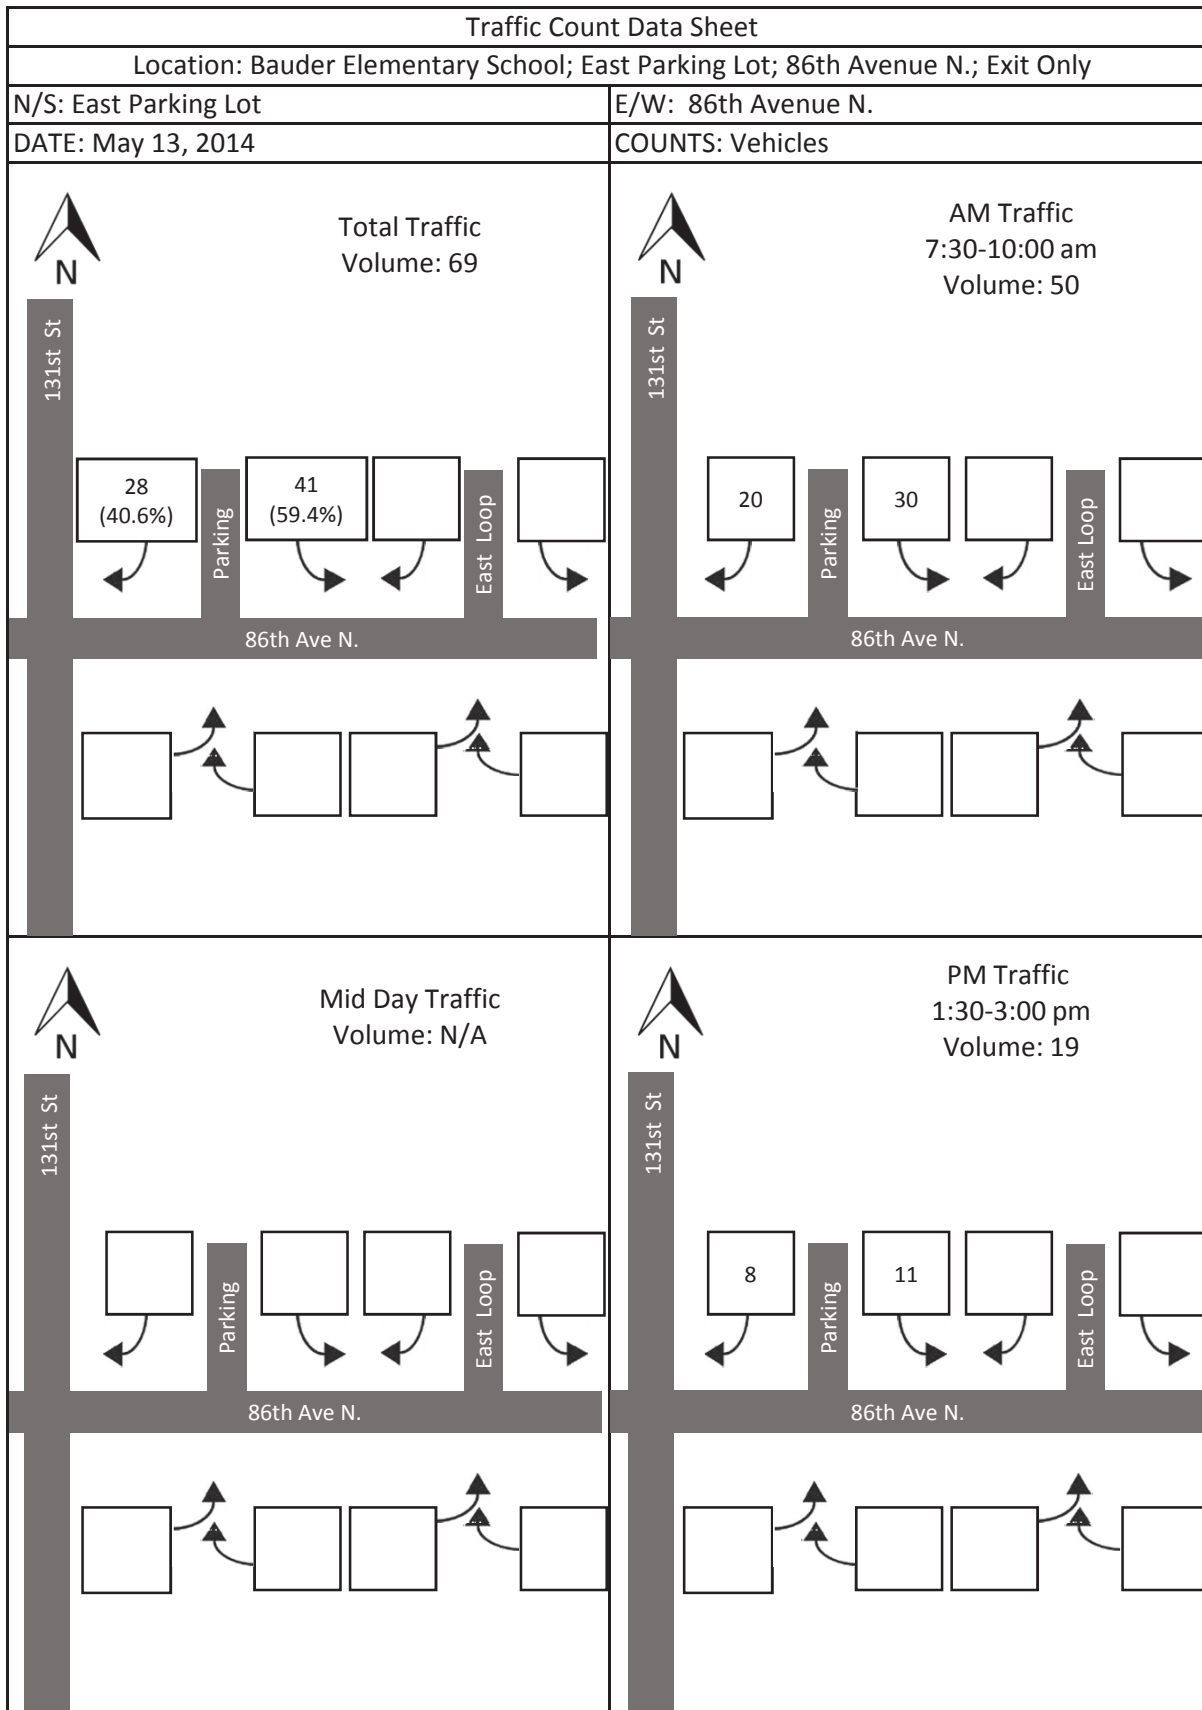 Traffic Count Data Sheet
Location: Bauder Elementary School; East Parking Lot; 86th Avenue N.; Exit Only
N/S: East Parking Lot
E/W: 86th Avenue N.
DATE: May 13, 2014
COUNTS: Vehicles
Total Traffic
Volume: 69
N
131st St
28
(40.6%)
Parking
41
(59.4%)
East Loop
86th Ave N.
AM Traffic
7:30-10:00 am
Volume: 50
N
131st St
20
Parking
30
East Loop
86th Ave N.
Mid Day Traffic
Volume: N/A
N
131st St
Parking
East Loop
86th Ave N.
PM Traffic
1:30-3:00 pm
Volume: 19
N
131st St
8
Parking
11
East Loop
86th Ave N.